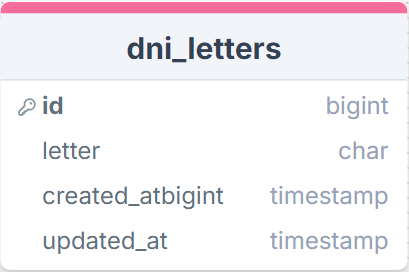 dni_letters
id bigint
letter char
created_atbigint timestamp
updated_at timestamp